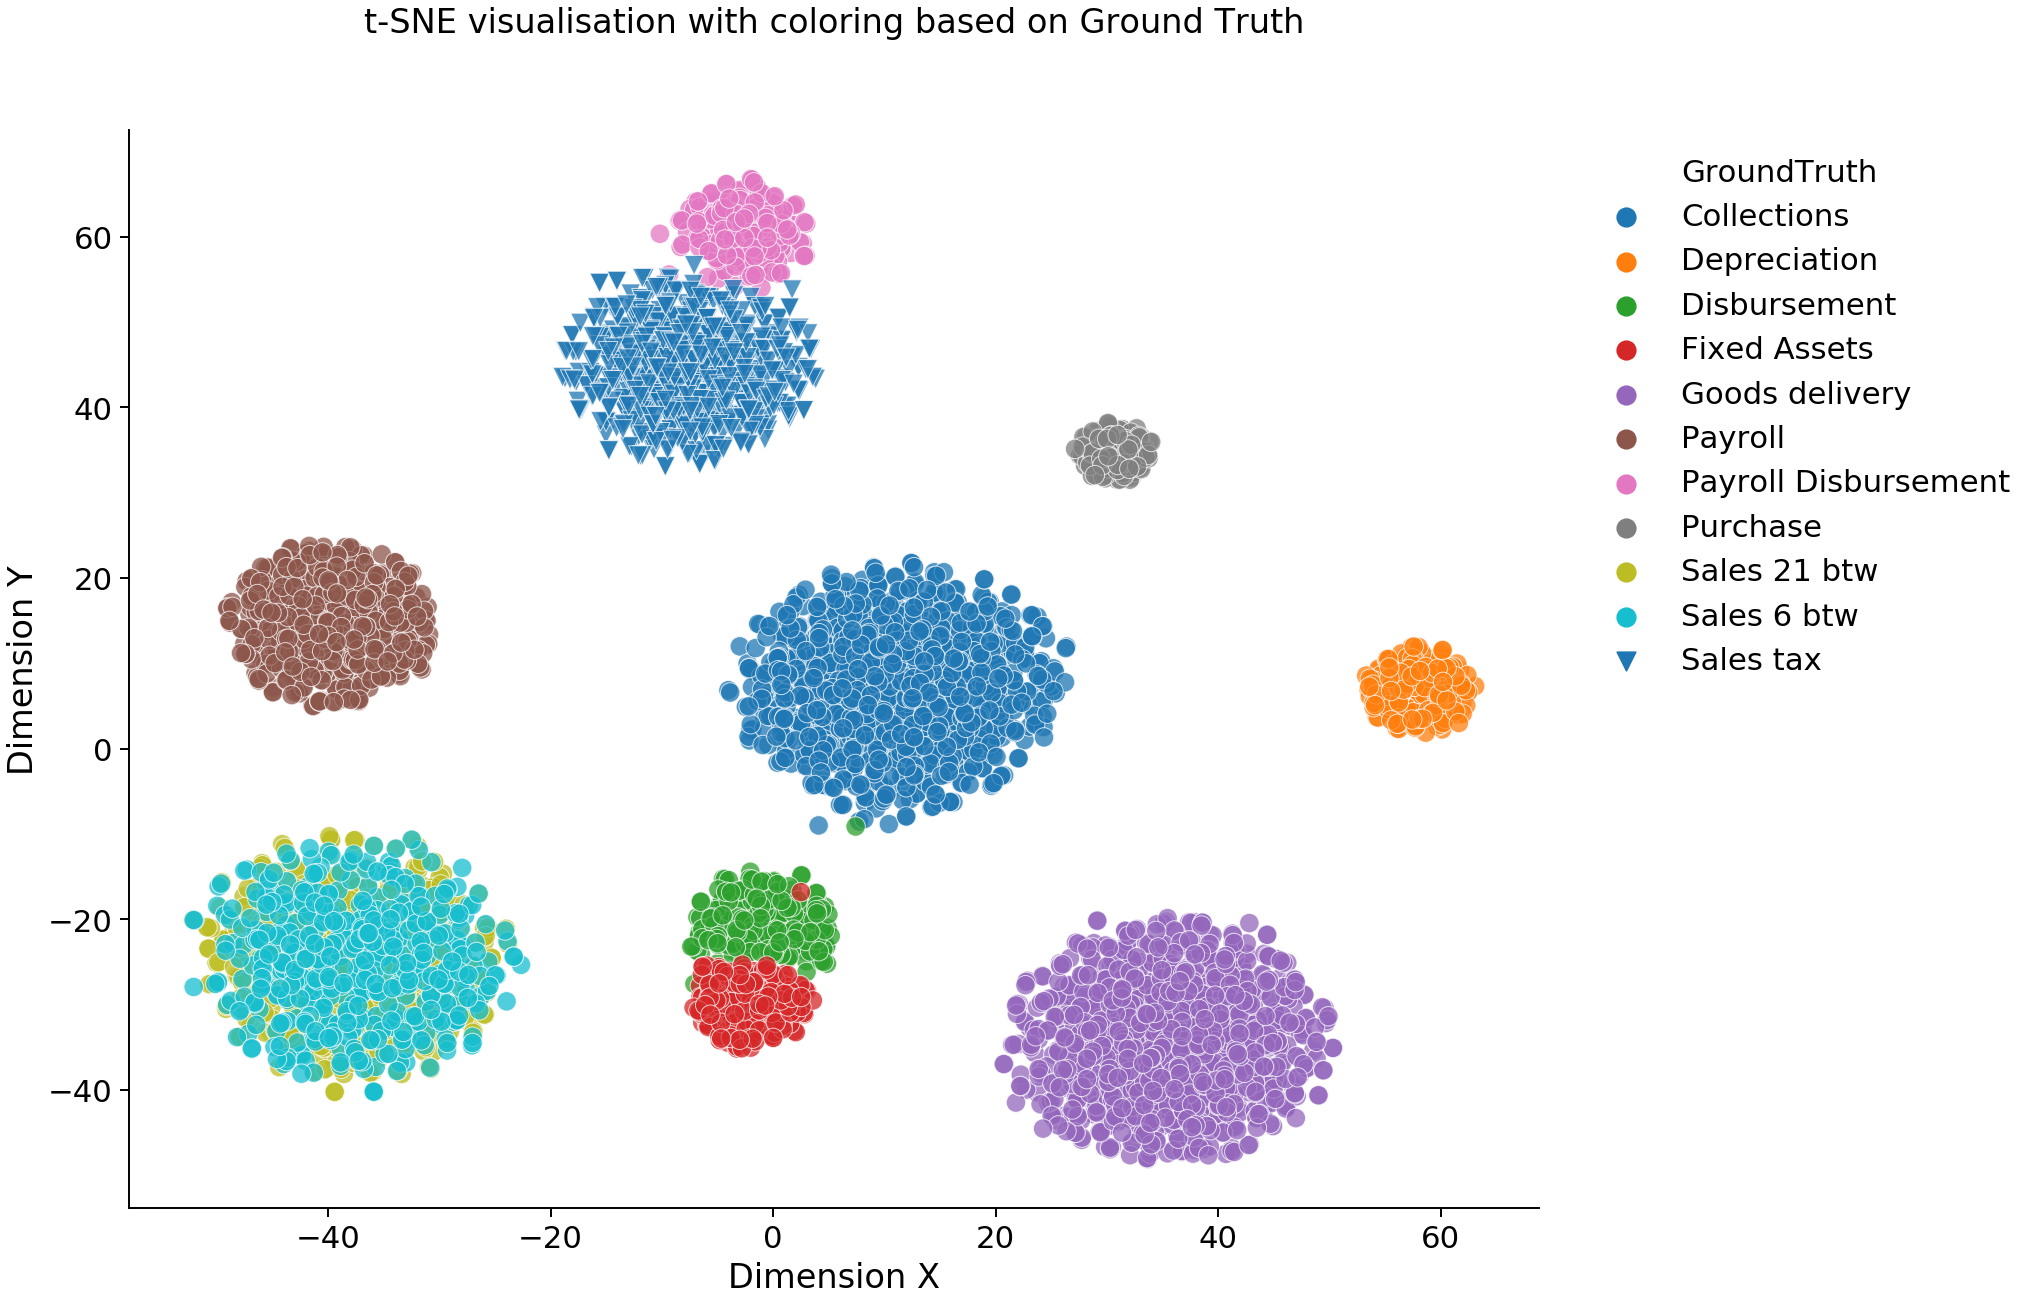 t-SNE visualisation with coloring based on Ground Truth
GroundTruth
Collections
Depreciation
Disbursement
Fixed Assets
Goods delivery
Payroll
Payroll Disbursement
Purchase
Sales 21 btw
Sales 6 btw
Sales tax
Dimension Y
60
40
20
0
−20
−40
−40
−20
0
20
40
60
Dimension X